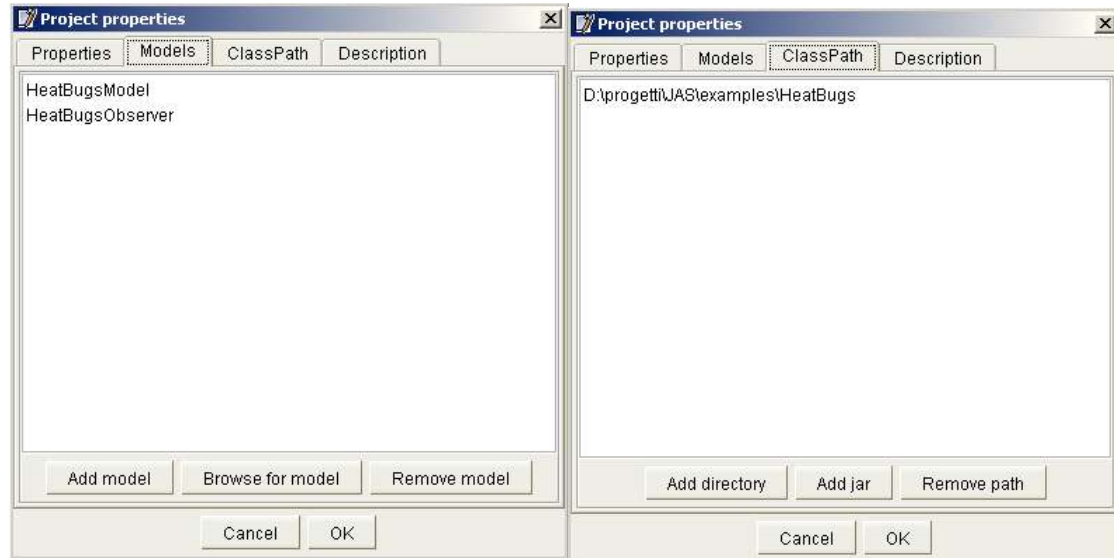 Project properties
Properties Models ClassPath Description
HeatBugsModel
HeatBugsObserver
Add model Browse for model Remove model
Cancel OK
Project properties
Properties Models ClassPath Description
D:\progetti\JAS\examples\HeatBugs
Add directory Add jar Remove path
Cancel OK